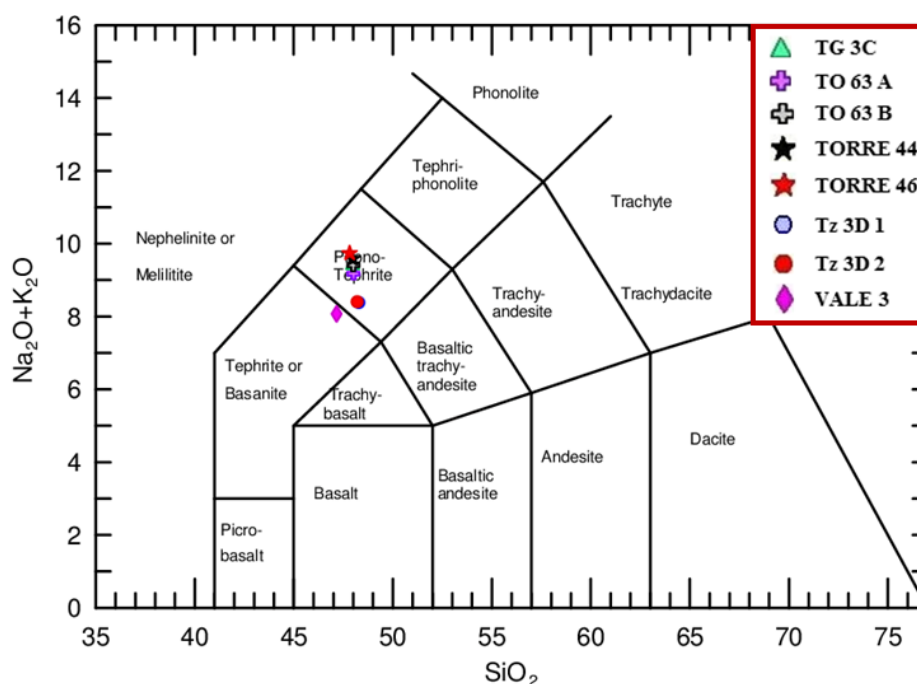 16
14
12
10
8
6
4
2
0
Na₂O+K₂O
35
40
45
50
55
60
65
70
75
SiO₂
Phonolite
Tephri-
phonolite
Trachyte
Nephelinite or
Melilitite
Phono-
Tephrite
Trachy-
andesite
Trachydacite
Tephrite or
Basanite
Basaltic
trachy-
andesite
Trachy-
basalt
Basalt
Basaltic
andesite
Andesite
Dacite
Picro-
basalt
TG 3C
TO 63 A
TO 63 B
TORRE 44
TORRE 46
Tz 3D 1
Tz 3D 2
VALE 3